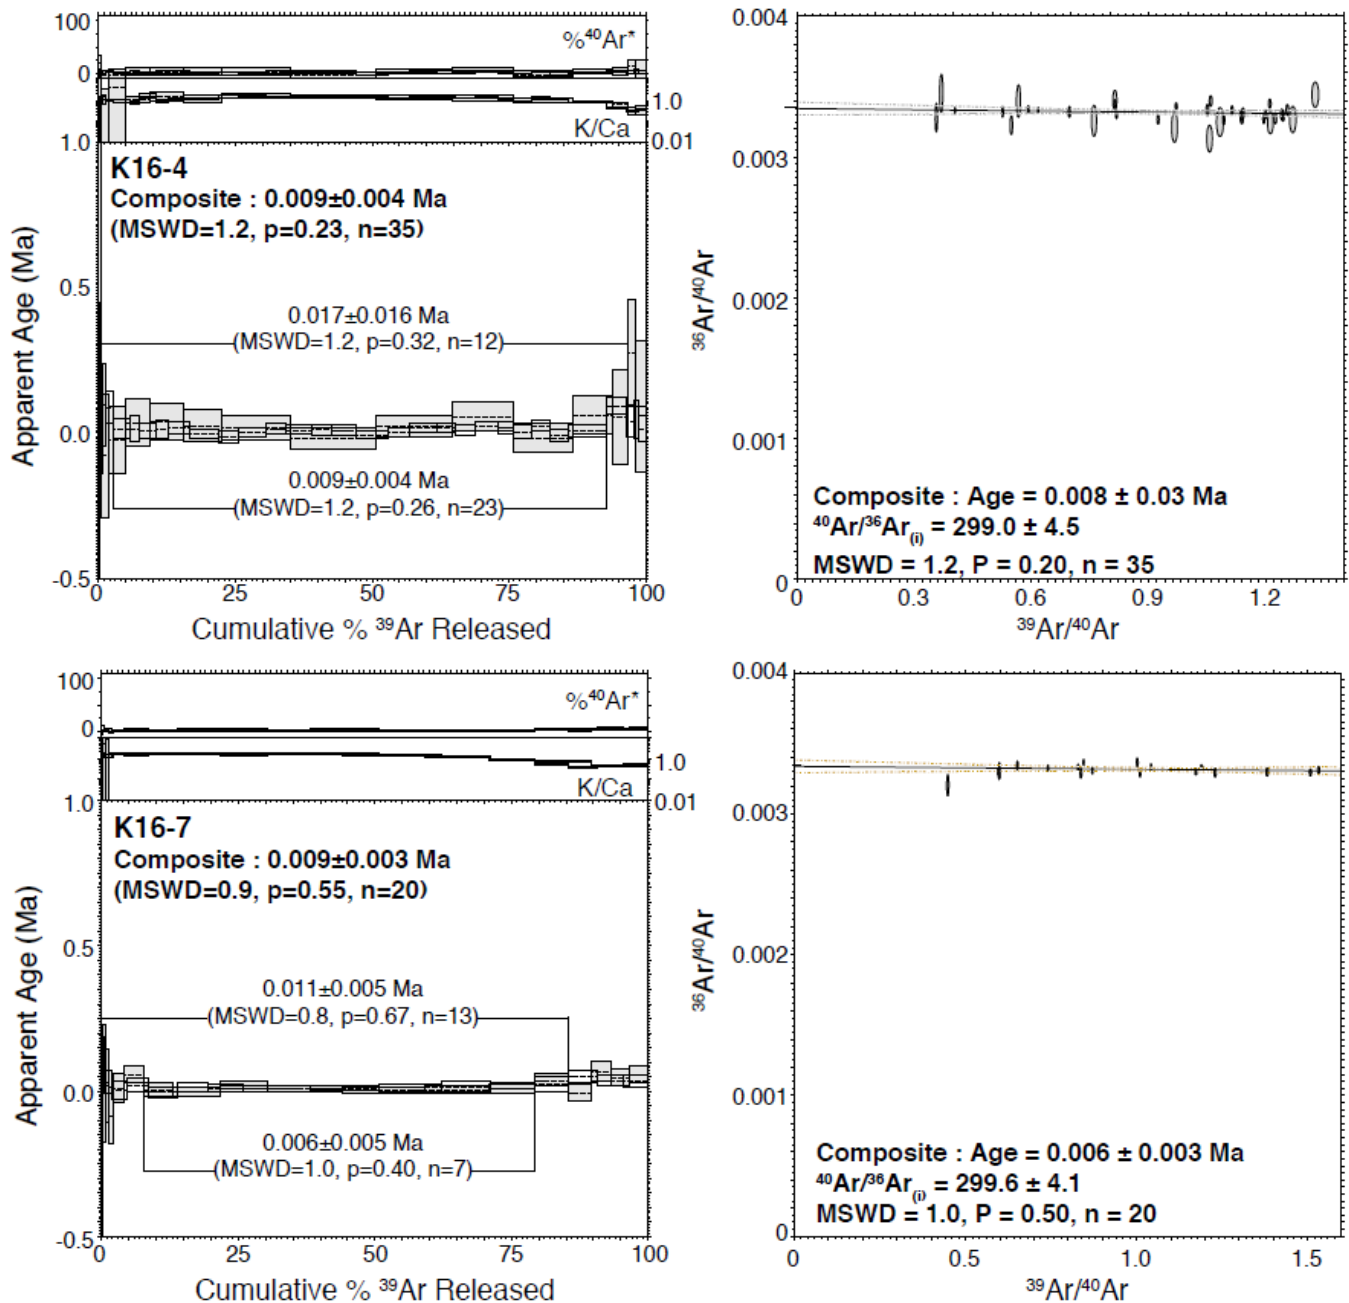 100
%⁴⁰Ar*
0
1.0
K/Ca
0.01
1.0
K16-4
Composite : 0.009±0.004 Ma
(MSWD=1.2, p=0.23, n=35)
Apparent Age (Ma)
0.5
0.017±0.016 Ma
(MSWD=1.2, p=0.32, n=12)
0.0
0.009±0.004 Ma
(MSWD=1.2, p=0.26, n=23)
-0.5
0 25 50 75 100
Cumulative % ³⁹Ar Released
0.004
0.003
³⁶Ar/⁴⁰Ar
0.002
0.001
Composite : Age = 0.008 ± 0.03 Ma
⁴⁰Ar/³⁶Ar(i) = 299.0 ± 4.5
MSWD = 1.2, P = 0.20, n = 35
0
0 0.3 0.6 0.9 1.2
³⁹Ar/⁴⁰Ar
100
%⁴⁰Ar*
0
1.0
K/Ca
0.01
1.0
K16-7
Composite : 0.009±0.003 Ma
(MSWD=0.9, p=0.55, n=20)
Apparent Age (Ma)
0.5
0.011±0.005 Ma
(MSWD=0.8, p=0.67, n=13)
0.0
0.006±0.005 Ma
(MSWD=1.0, p=0.40, n=7)
-0.5
0 25 50 75 100
Cumulative % ³⁹Ar Released
0.004
0.003
³⁶Ar/⁴⁰Ar
0.002
0.001
Composite : Age = 0.006 ± 0.003 Ma
⁴⁰Ar/³⁶Ar(i) = 299.6 ± 4.1
MSWD = 1.0, P = 0.50, n = 20
0
0 0.5 1.0 1.5
³⁹Ar/⁴⁰Ar